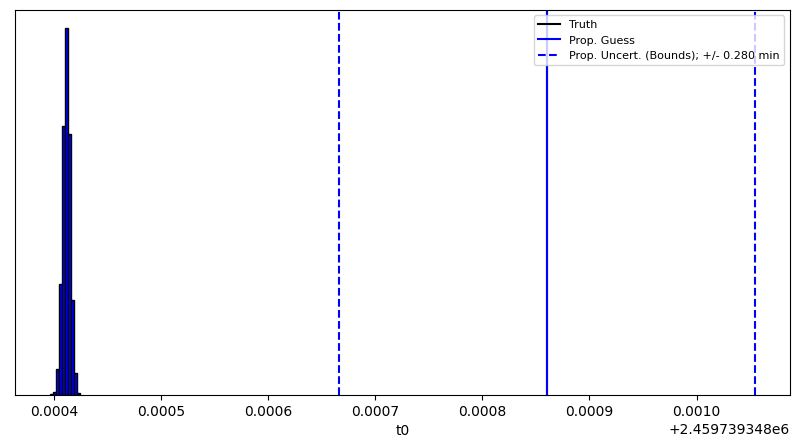 Truth
Prop. Guess
Prop. Uncert. (Bounds); +/- 0.280 min
0.0004 0.0005 0.0006 0.0007 0.0008 0.0009 0.0010
t0
+2.459739348e6